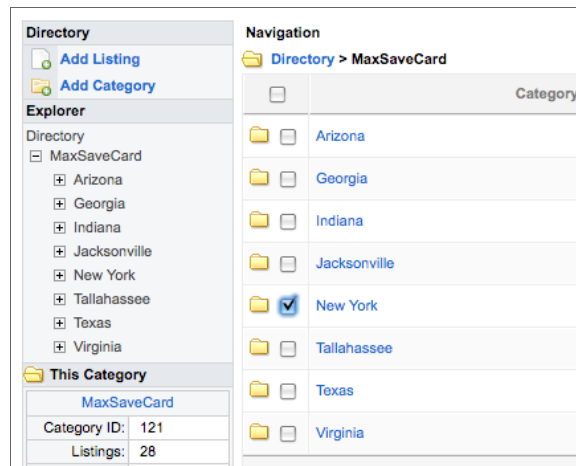 Directory
Add Listing
Add Category
Explorer
Directory
MaxSaveCard
Arizona
Georgia
Indiana
Jacksonville
New York
Tallahassee
Texas
Virginia
This Category
MaxSaveCard
Category ID: 121
Listings: 28
Navigation
Directory > MaxSaveCard
Category
Arizona
Georgia
Indiana
Jacksonville
New York
Tallahassee
Texas
Virginia